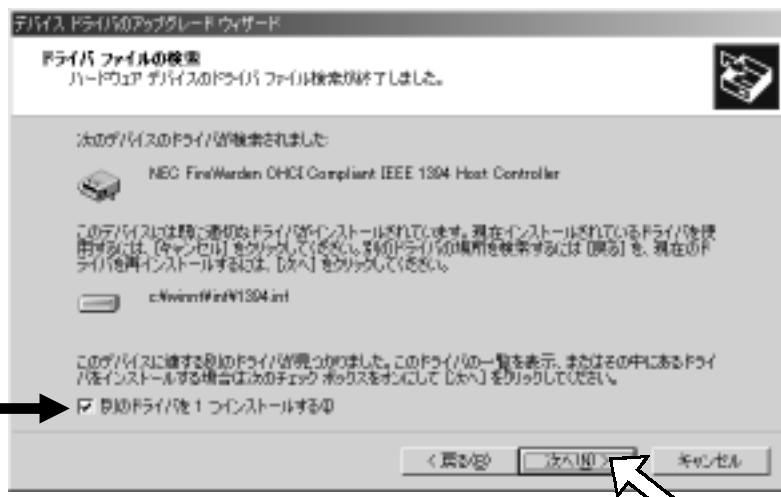 デバイス ドライバのアップグレード ウィザード
ドライバ ファイルの検索
ハードウェア デバイスのドライバ ファイル検索が終了しました。
次のデバイスのドライバが検索されました:
NEC FireWarden OHCI Compliant IEEE 1394 Host Controller
このデバイスには既に適切なドライバがインストールされています。現在インストールされているドライバを使
用するには、[キャンセル] をクリックしてください。別のドライバの場所を検索するには [戻る] を、現在のド
ライバを再インストールするには、[次へ] をクリックしてください。
c:¥winnt¥inf¥1394.inf
このデバイスに適する別のドライバが見つかりました。このドライバの一覧を表示、またはその中にあるドライ
バをインストールする場合は次のチェック ボックスをオンにして [次へ] をクリックしてください。
別のドライバを 1 つインストールする(I)
< 戻る(B)
次へ(N) >
キャンセル